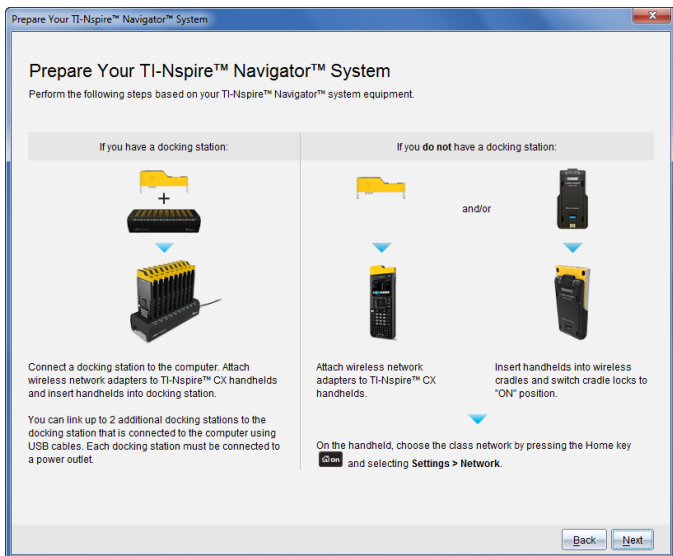 Prepare Your TI-Nspire™ Navigator™ System
Prepare Your TI-Nspire™ Navigator™ System
Perform the following steps based on your TI-Nspire™ Navigator™ system equipment.
If you have a docking station:
+
Connect a docking station to the computer. Attach
wireless network adapters to TI-Nspire™ CX handhelds
and insert handhelds into docking station.
You can link up to 2 additional docking stations to the
docking station that is connected to the computer using
USB cables. Each docking station must be connected to
a power outlet.
If you do not have a docking station:
and/or
Attach wireless network
adapters to TI-Nspire™ CX
handhelds.
Insert handhelds into wireless
cradles and switch cradle locks to
"ON" position.
On the handheld, choose the class network by pressing the Home key
on and selecting Settings > Network.
Back
Next